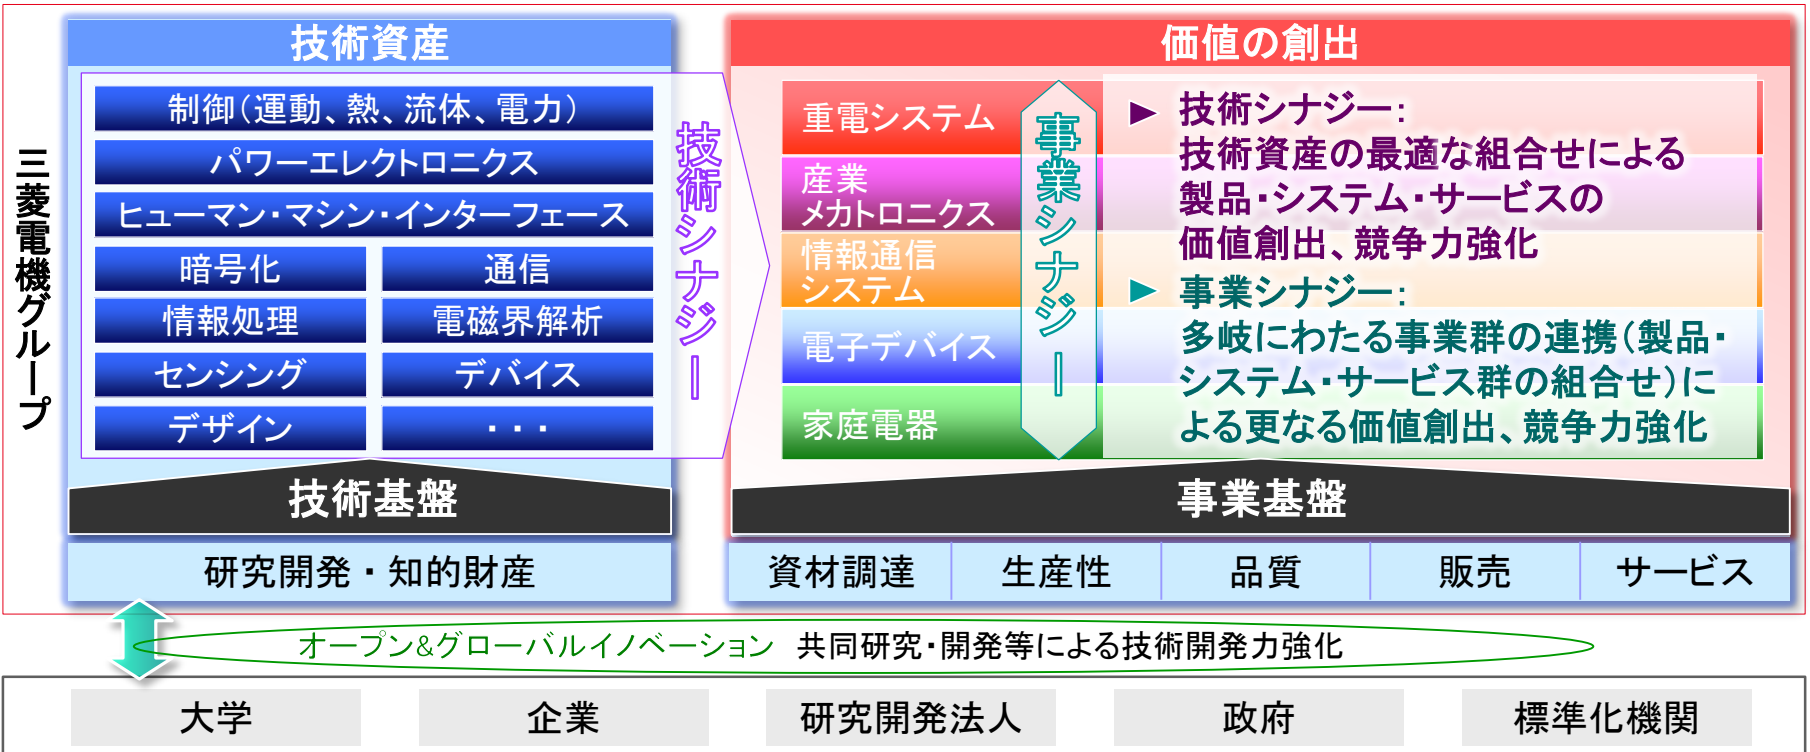 三菱電機グループ
技術資産
制御(運動、熱、流体、電力)
パワーエレクトロニクス
ヒューマン・マシン・インターフェース
暗号化
通信
情報処理
電磁界解析
センシング
デバイス
デザイン
・・・
技術シナジー
技術基盤
研究開発・知的財産
価値の創出
重電システム
産業
メカトロニクス
情報通信
システム
電子デバイス
家庭電器
事業シナジー
技術シナジー:
技術資産の最適な組合せによる
製品・システム・サービスの
価値創出、競争力強化
事業シナジー:
多岐にわたる事業群の連携(製品・
システム・サービス群の組合せ)に
よる更なる価値創出、競争力強化
事業基盤
資材調達
生産性
品質
販売
サービス
オープン&グローバルイノベーション 共同研究・開発等による技術開発力強化
大学
企業
研究開発法人
政府
標準化機関